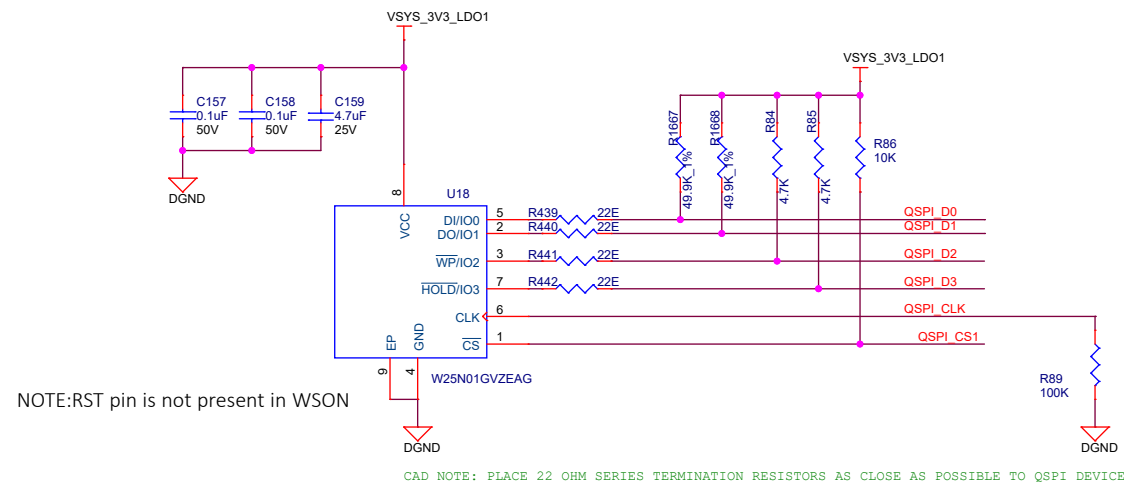 VSYS_3V3_LDO1
VSYS_3V3_LDO1
C157
0.1uF
50V
C158
0.1uF
50V
C159
4.7uF
25V
DGND
R1667
49.9K_1%
R1668
49.9K_1%
R84
4.7K
R85
4.7K
R86
10K
U18
8
VCC
DI/IO0 5 R439 22E QSPI_D0
DO/IO1 2 R440 22E QSPI_D1
WP/IO2 3 R441 22E QSPI_D2
HOLD/IO3 7 R442 22E QSPI_D3
CLK 6 QSPI_CLK
CS 1 QSPI_CS1
EP
GND
9
4
W25N01GVZEAG
R89
100K
NOTE:RST pin is not present in WSON
DGND
DGND
CAD NOTE: PLACE 22 OHM SERIES TERMINATION RESISTORS AS CLOSE AS POSSIBLE TO QSPI DEVICE